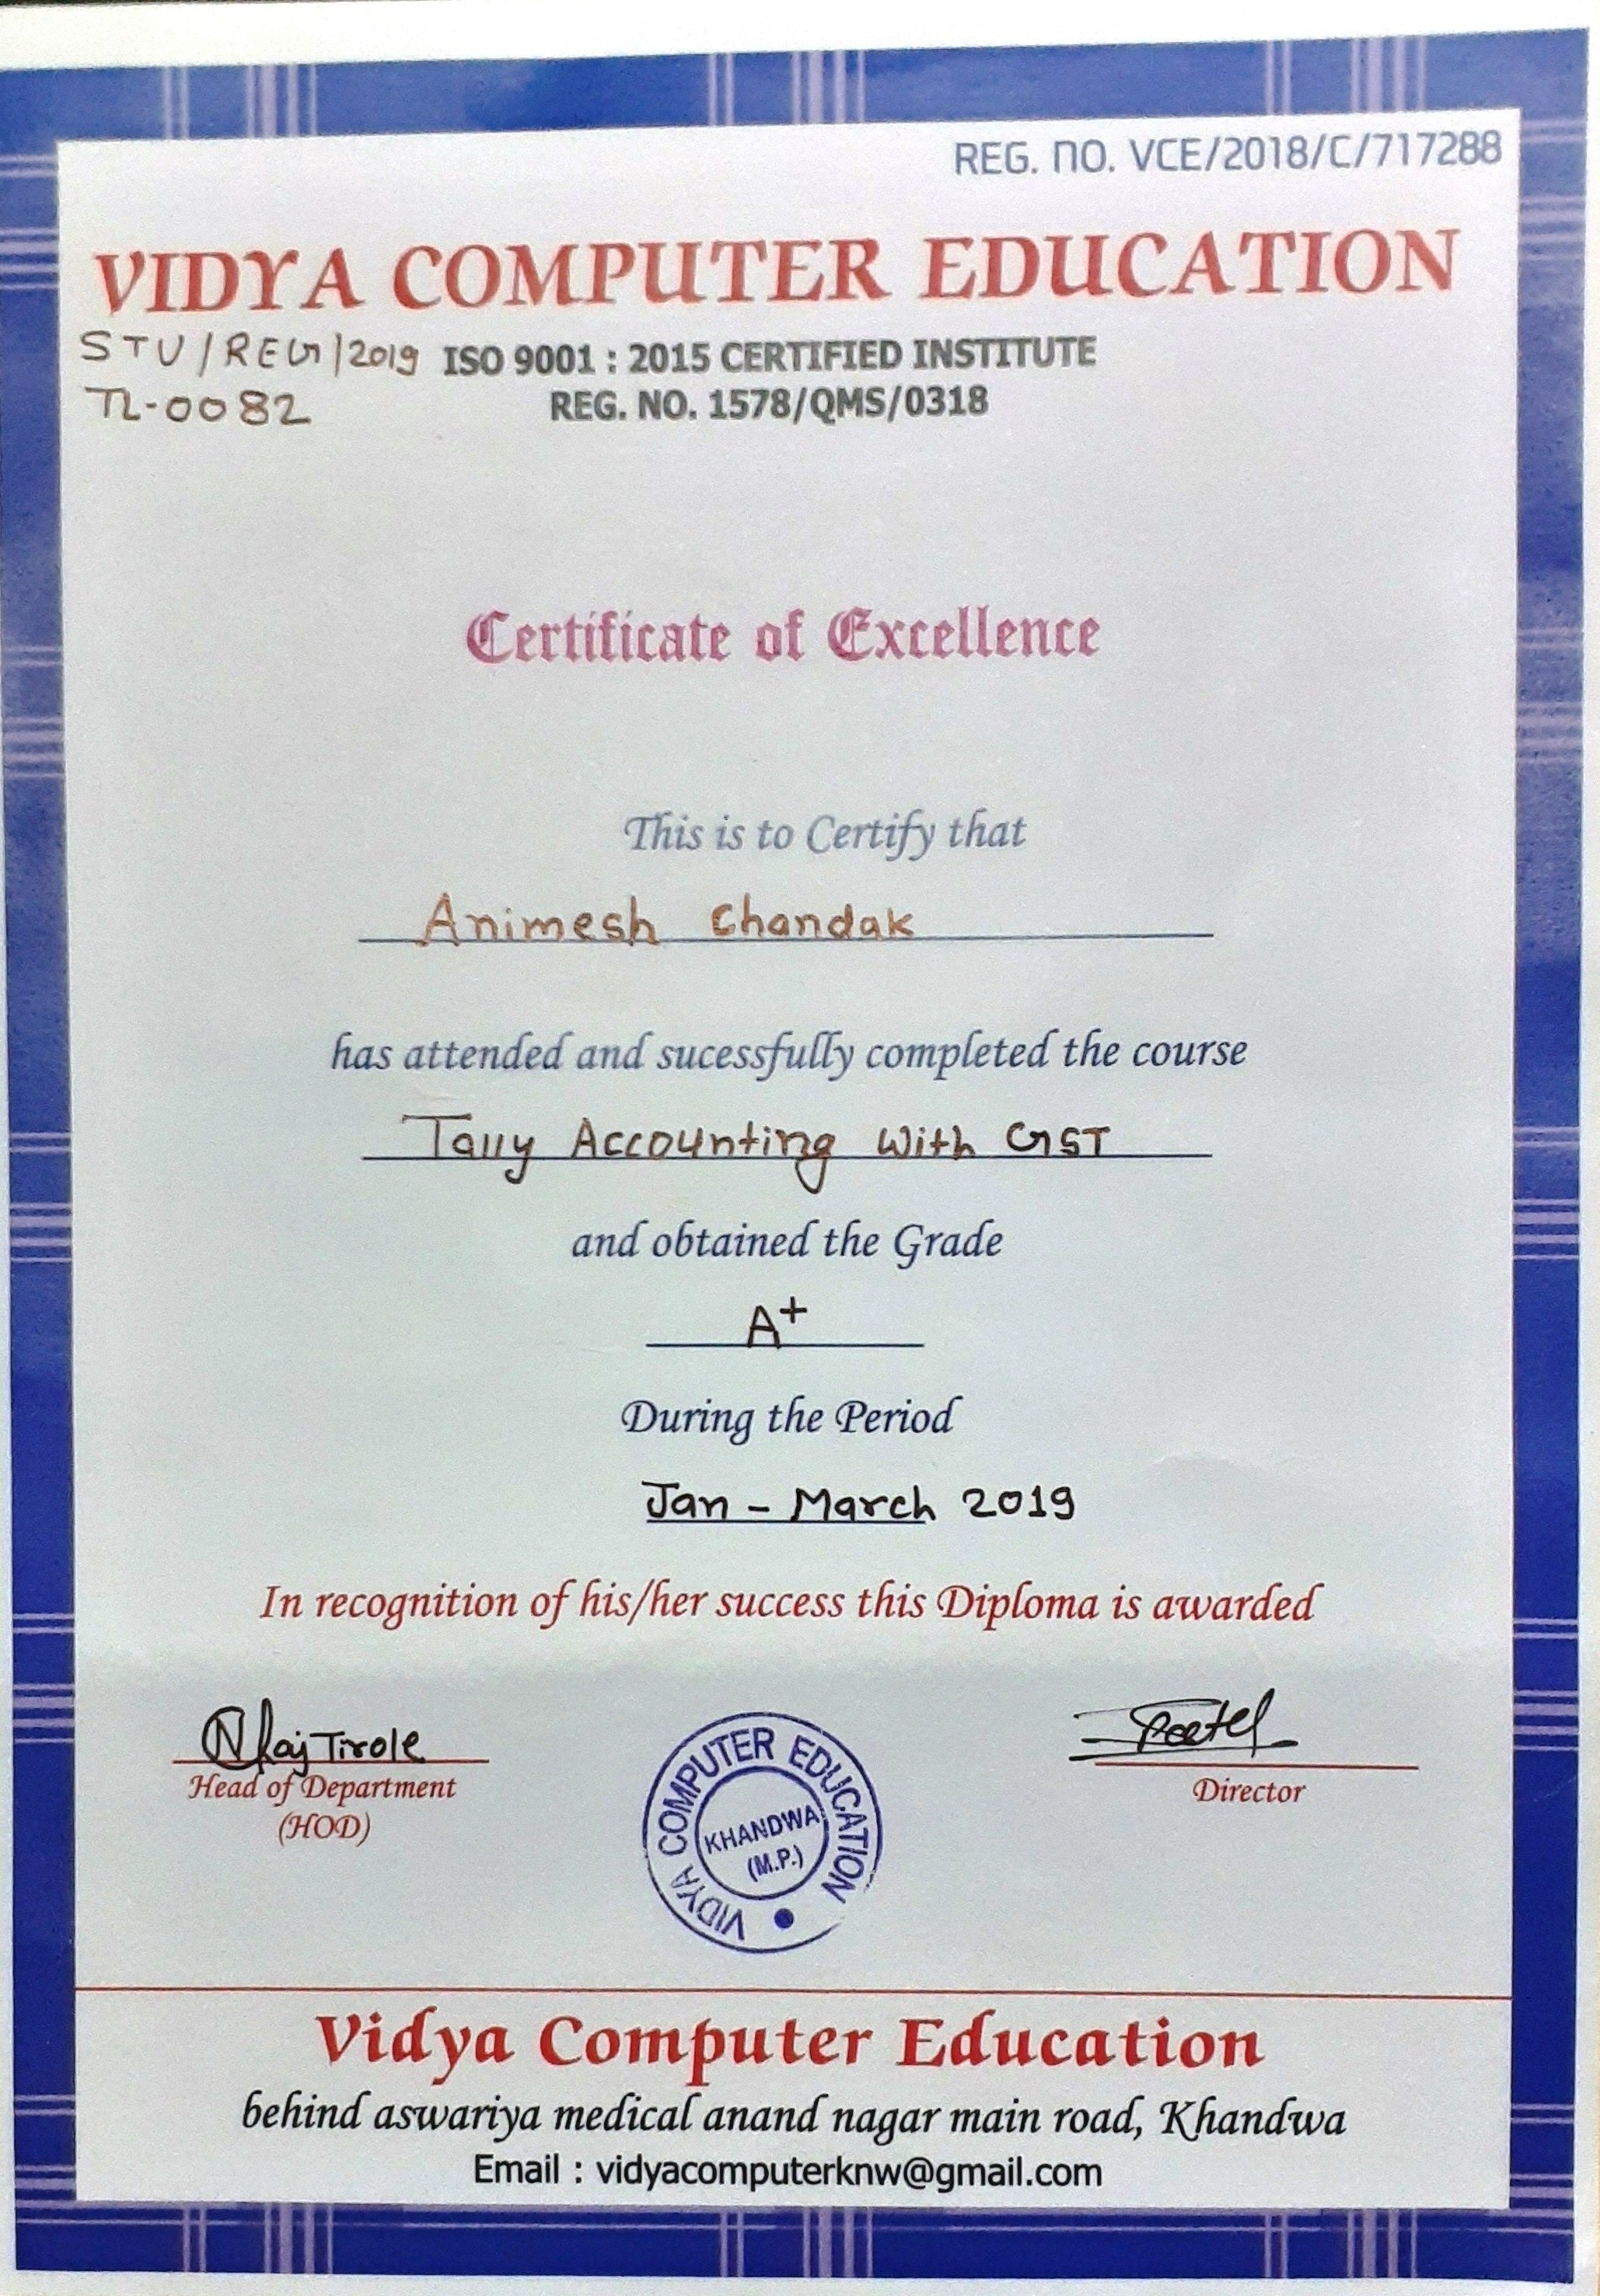 REG. NO. VCE/2018/C/717288
VIDYA COMPUTER EDUCATION
STU/REG/2019 ISO 9001 : 2015 CERTIFIED INSTITUTE
TL-0082 REG. NO. 1578/QMS/0318
Certificate of Excellence
This is to Certify that
Animesh Chandak
has attended and sucessfully completed the course
Tally Accounting With GST
and obtained the Grade
A+
During the Period
Jan - March 2019
In recognition of his/her success this Diploma is awarded
Tirole
Head of Department
(HOD)
VIDYA COMPUTER EDUCATION
KHANDWA
(M.P.)
Director
Vidya Computer Education
behind aswariya medical anand nagar main road, Khandwa
Email : vidyacomputerknw@gmail.com